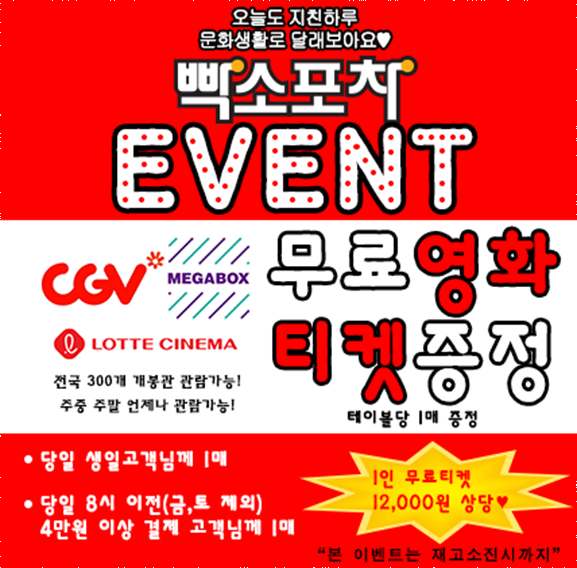 오늘도 지친하루
문화생활로 달래보아요♥
빡소포차
EVENT
CGV
MEGABOX
LOTTE CINEMA
전국 300개 개봉관 관람가능!
주중 주말 언제나 관람가능!
무료영화
티켓증정
테이블당 1매 증정
• 당일 생일고객님께 1매
• 당일 8시 이전(금,토 제외)
4만원 이상 결제 고객님께 1매
1인 무료티켓
12,000원 상당♥
“본 이벤트는 재고소진시까지”